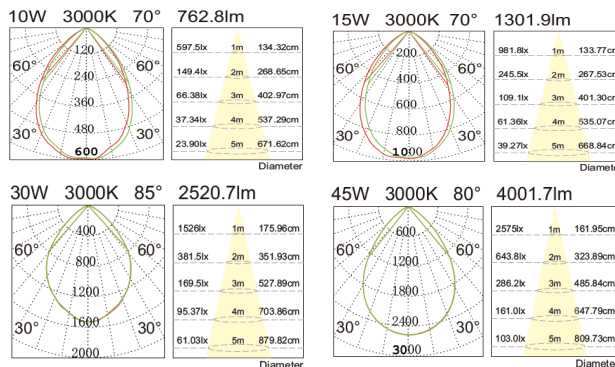 10W 3000K 70° 762.8lm
120
240
360
480
600
60° 60°
30° 30°
597.5lx 1m 134.32cm
149.4lx 2m 268.65cm
66.38lx 3m 402.97cm
37.34lx 4m 537.29cm
23.90lx 5m 671.62cm
Diameter
15W 3000K 70° 1301.9lm
200
400
600
800
1000
60° 60°
30° 30°
981.8lx 1m 133.77cm
245.5lx 2m 267.53cm
109.1lx 3m 401.30cm
61.36lx 4m 535.07cm
39.27lx 5m 668.84cm
Diameter
30W 3000K 85° 2520.7lm
400
800
1200
1600
2000
60° 60°
30° 30°
1526lx 1m 175.96cm
381.5lx 2m 351.93cm
169.5lx 3m 527.89cm
95.37lx 4m 703.86cm
61.03lx 5m 879.82cm
Diameter
45W 3000K 80° 4001.7lm
600
1200
1800
2400
3000
60° 60°
30° 30°
2575lx 1m 161.95cm
643.8lx 2m 323.89cm
286.2lx 3m 485.84cm
161.0lx 4m 647.79cm
103.0lx 5m 809.73cm
Diameter